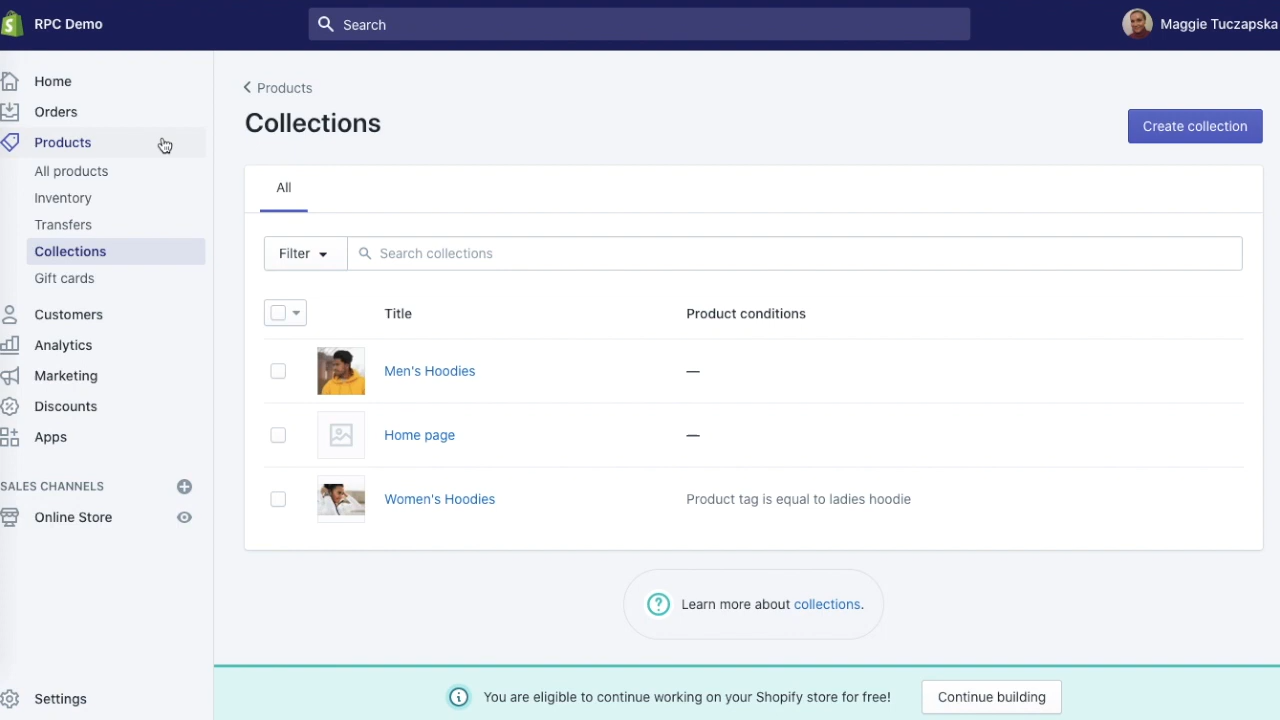 RPC Demo
Search
Maggie Tuczapska
Home
Orders
Products
All products
Inventory
Transfers
Collections
Gift cards
Customers
Analytics
Marketing
Discounts
Apps
SALES CHANNELS
Online Store
Settings
Products
Collections
Create collection
All
Filter
Search collections
Title
Product conditions
Men's Hoodies
—
Home page
—
Women's Hoodies
Product tag is equal to ladies hoodie
Learn more about collections.
You are eligible to continue working on your Shopify store for free!
Continue building